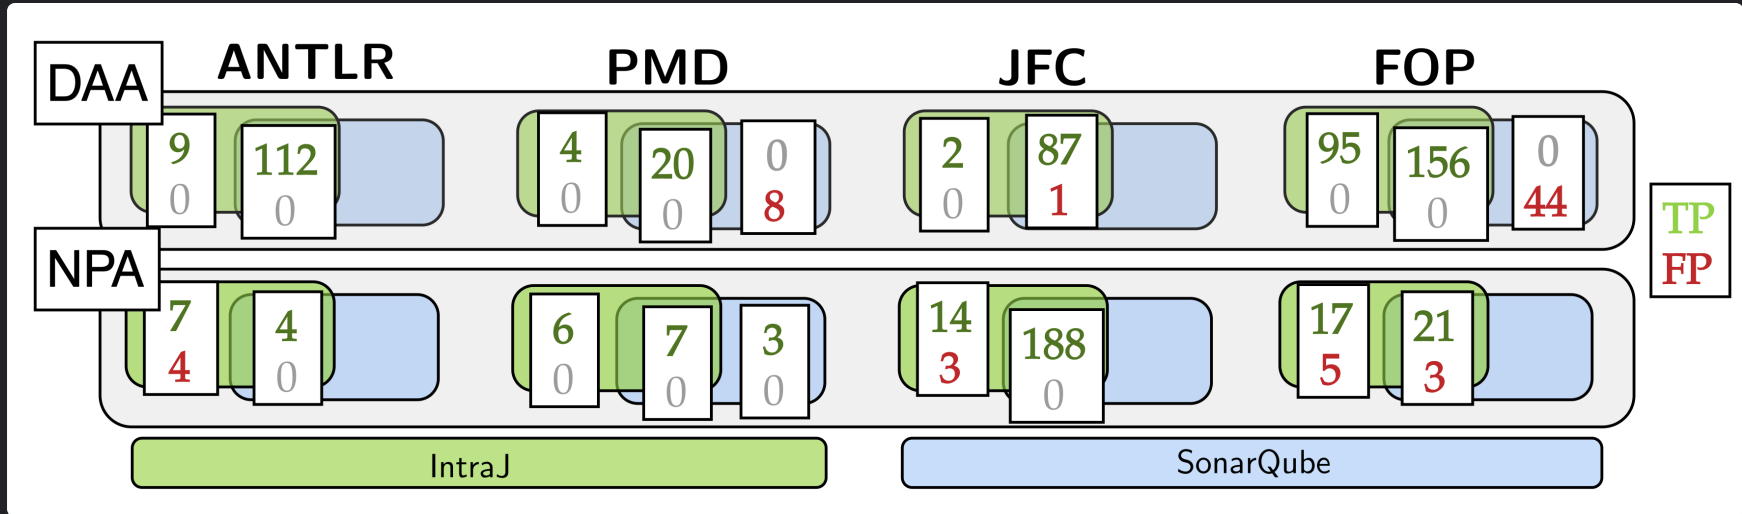 ANTLR PMD JFC FOP
DAA
9 112 4 20 0 2 87 95 156 0
0 0 0 0 8 0 1 0 0 44
TP
FP
NPA
7 4 6 7 3 14 188 17 21
4 0 0 0 0 3 0 5 3
IntraJ SonarQube